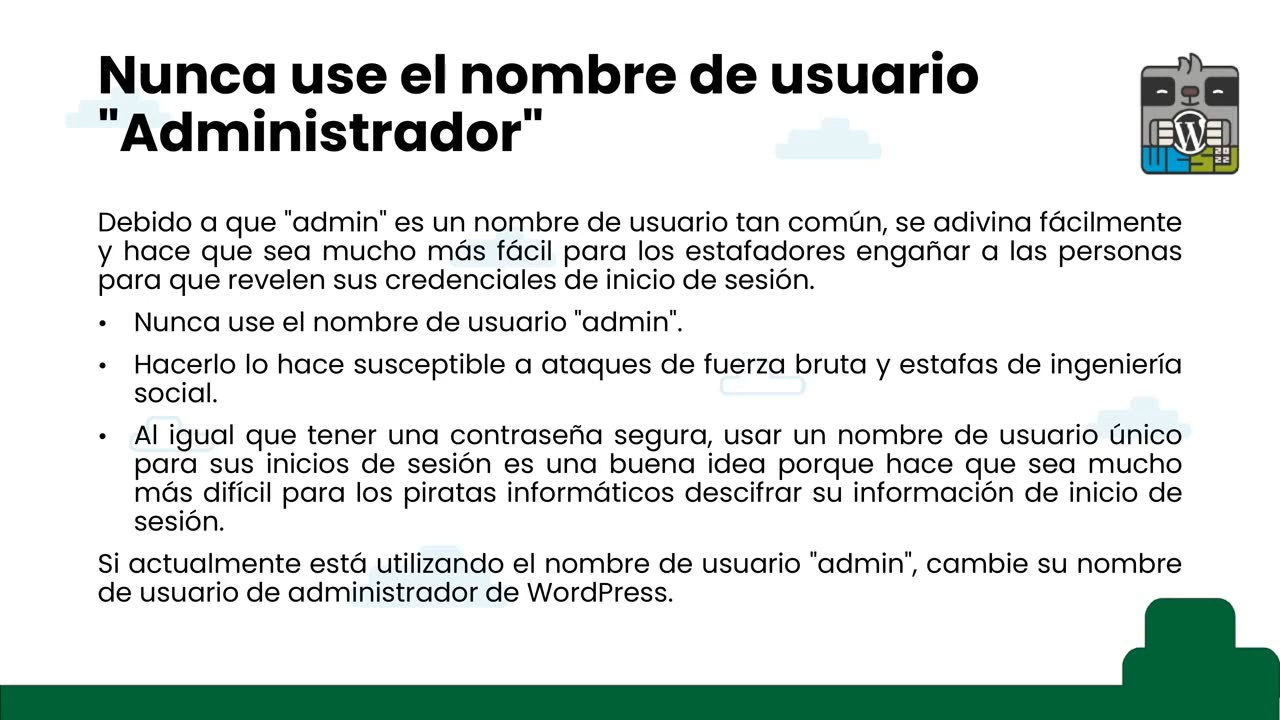 Nunca use el nombre de usuario
"Administrador"
Debido a que "admin" es un nombre de usuario tan común, se adivina fácilmente
y hace que sea mucho más fácil para los estafadores engañar a las personas
para que revelen sus credenciales de inicio de sesión.
• Nunca use el nombre de usuario "admin".
• Hacerlo lo hace susceptible a ataques de fuerza bruta y estafas de ingeniería
social.
• Al igual que tener una contraseña segura, usar un nombre de usuario único
para sus inicios de sesión es una buena idea porque hace que sea mucho
más difícil para los piratas informáticos descifrar su información de inicio de
sesión.
Si actualmente está utilizando el nombre de usuario "admin", cambie su nombre
de usuario de administrador de WordPress.